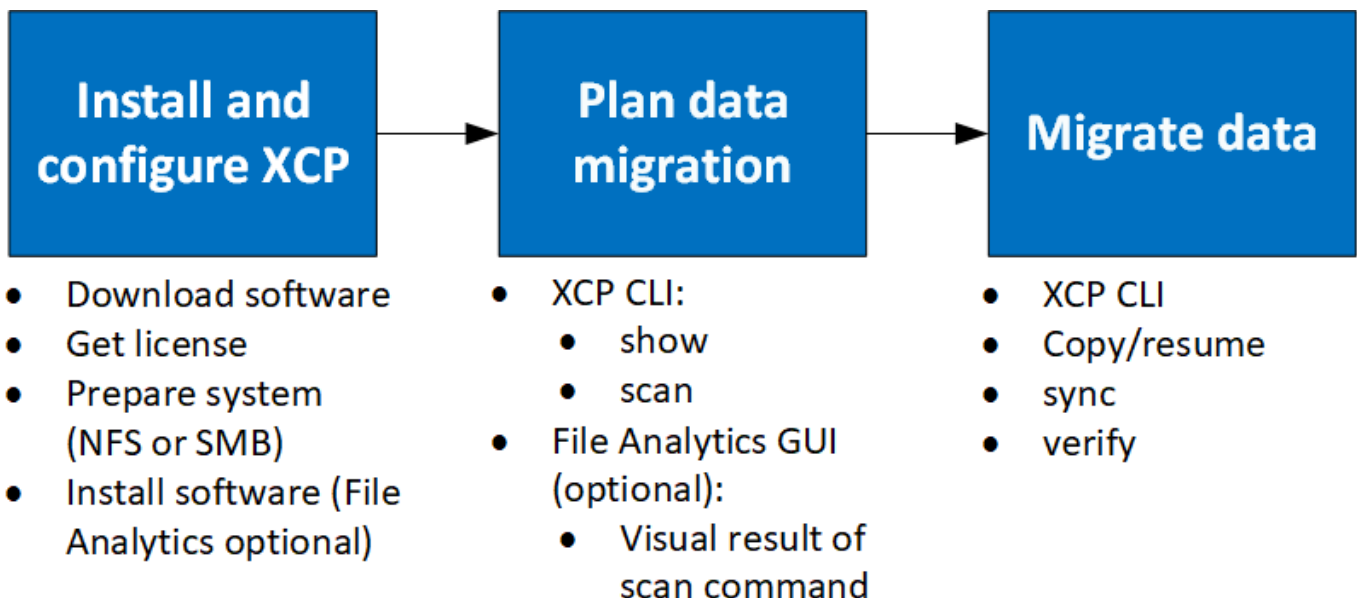 Install and
configure XCP
Plan data
migration
Migrate data
• Download software
• Get license
• Prepare system
(NFS or SMB)
• Install software (File
Analytics optional)
• XCP CLI:
• show
• scan
• File Analytics GUI
(optional):
• Visual result of
scan command
• XCP CLI
• Copy/resume
• sync
• verify